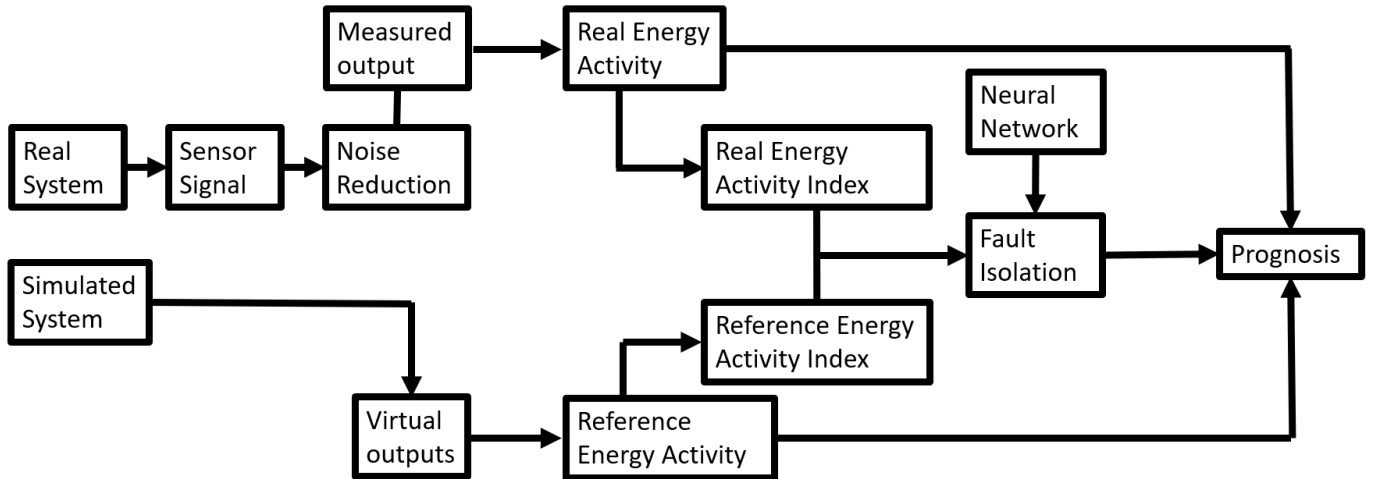 Measured
output
Real Energy
Activity
Neural
Network
Real
System
Sensor
Signal
Noise
Reduction
Real Energy
Activity Index
Fault
Isolation
Prognosis
Simulated
System
Reference Energy
Activity Index
Virtual
outputs
Reference
Energy Activity